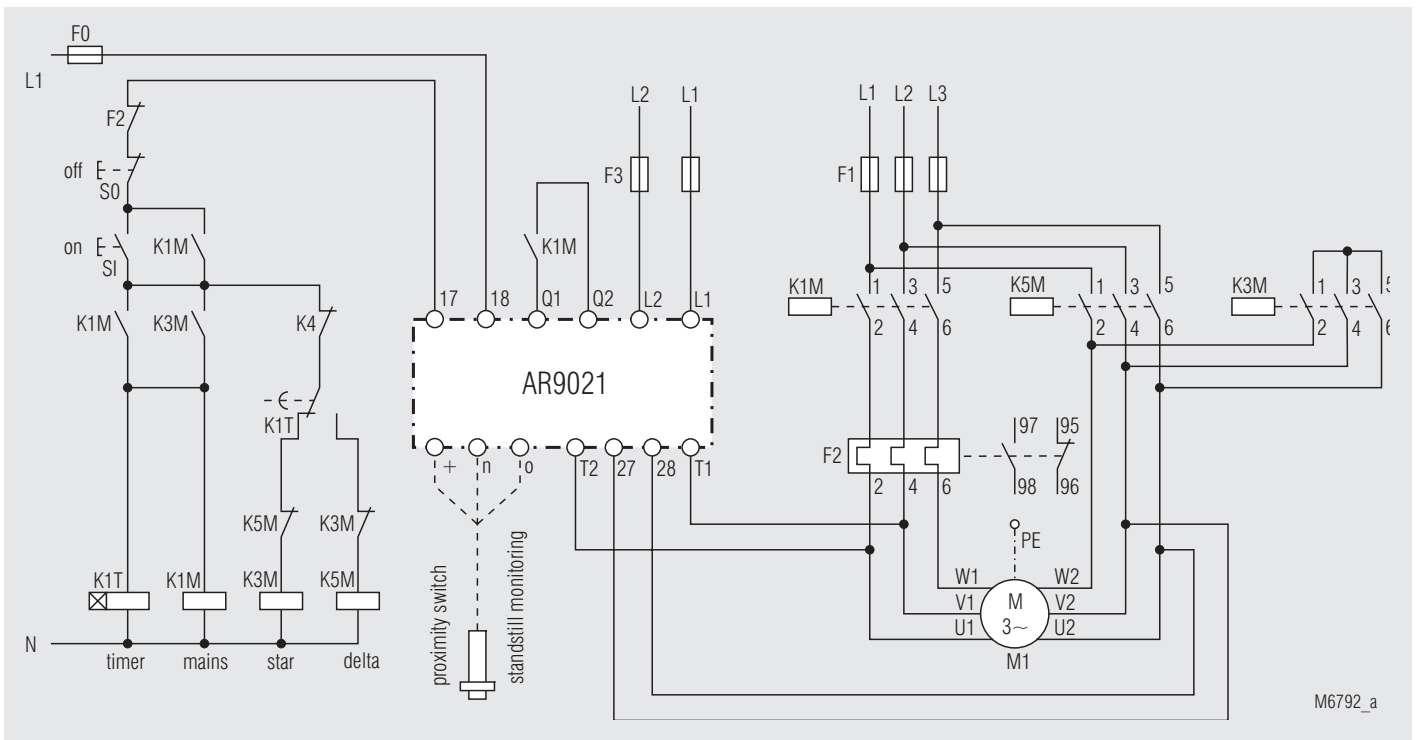 F0
L1
F2
off
S0
on
SI
K1M
K1M
K3M
K4
K1T
K5M
K3M
K1T
K1M
K3M
K5M
N
timer
mains
star
delta
L2
L1
F3
K1M
17
18
Q1
Q2
L2
L1
AR9021
+
n
o
T2
27
28
T1
proximity switch
standstill monitoring
L1
L2
L3
F1
K1M
1
3
5
2
4
6
K5M
1
3
5
2
4
6
K3M
1
3
2
4
F2
2
4
6
97
95
98
96
PE
W1
V1
U1
M
3~
W2
V2
U2
M1
M6792_a